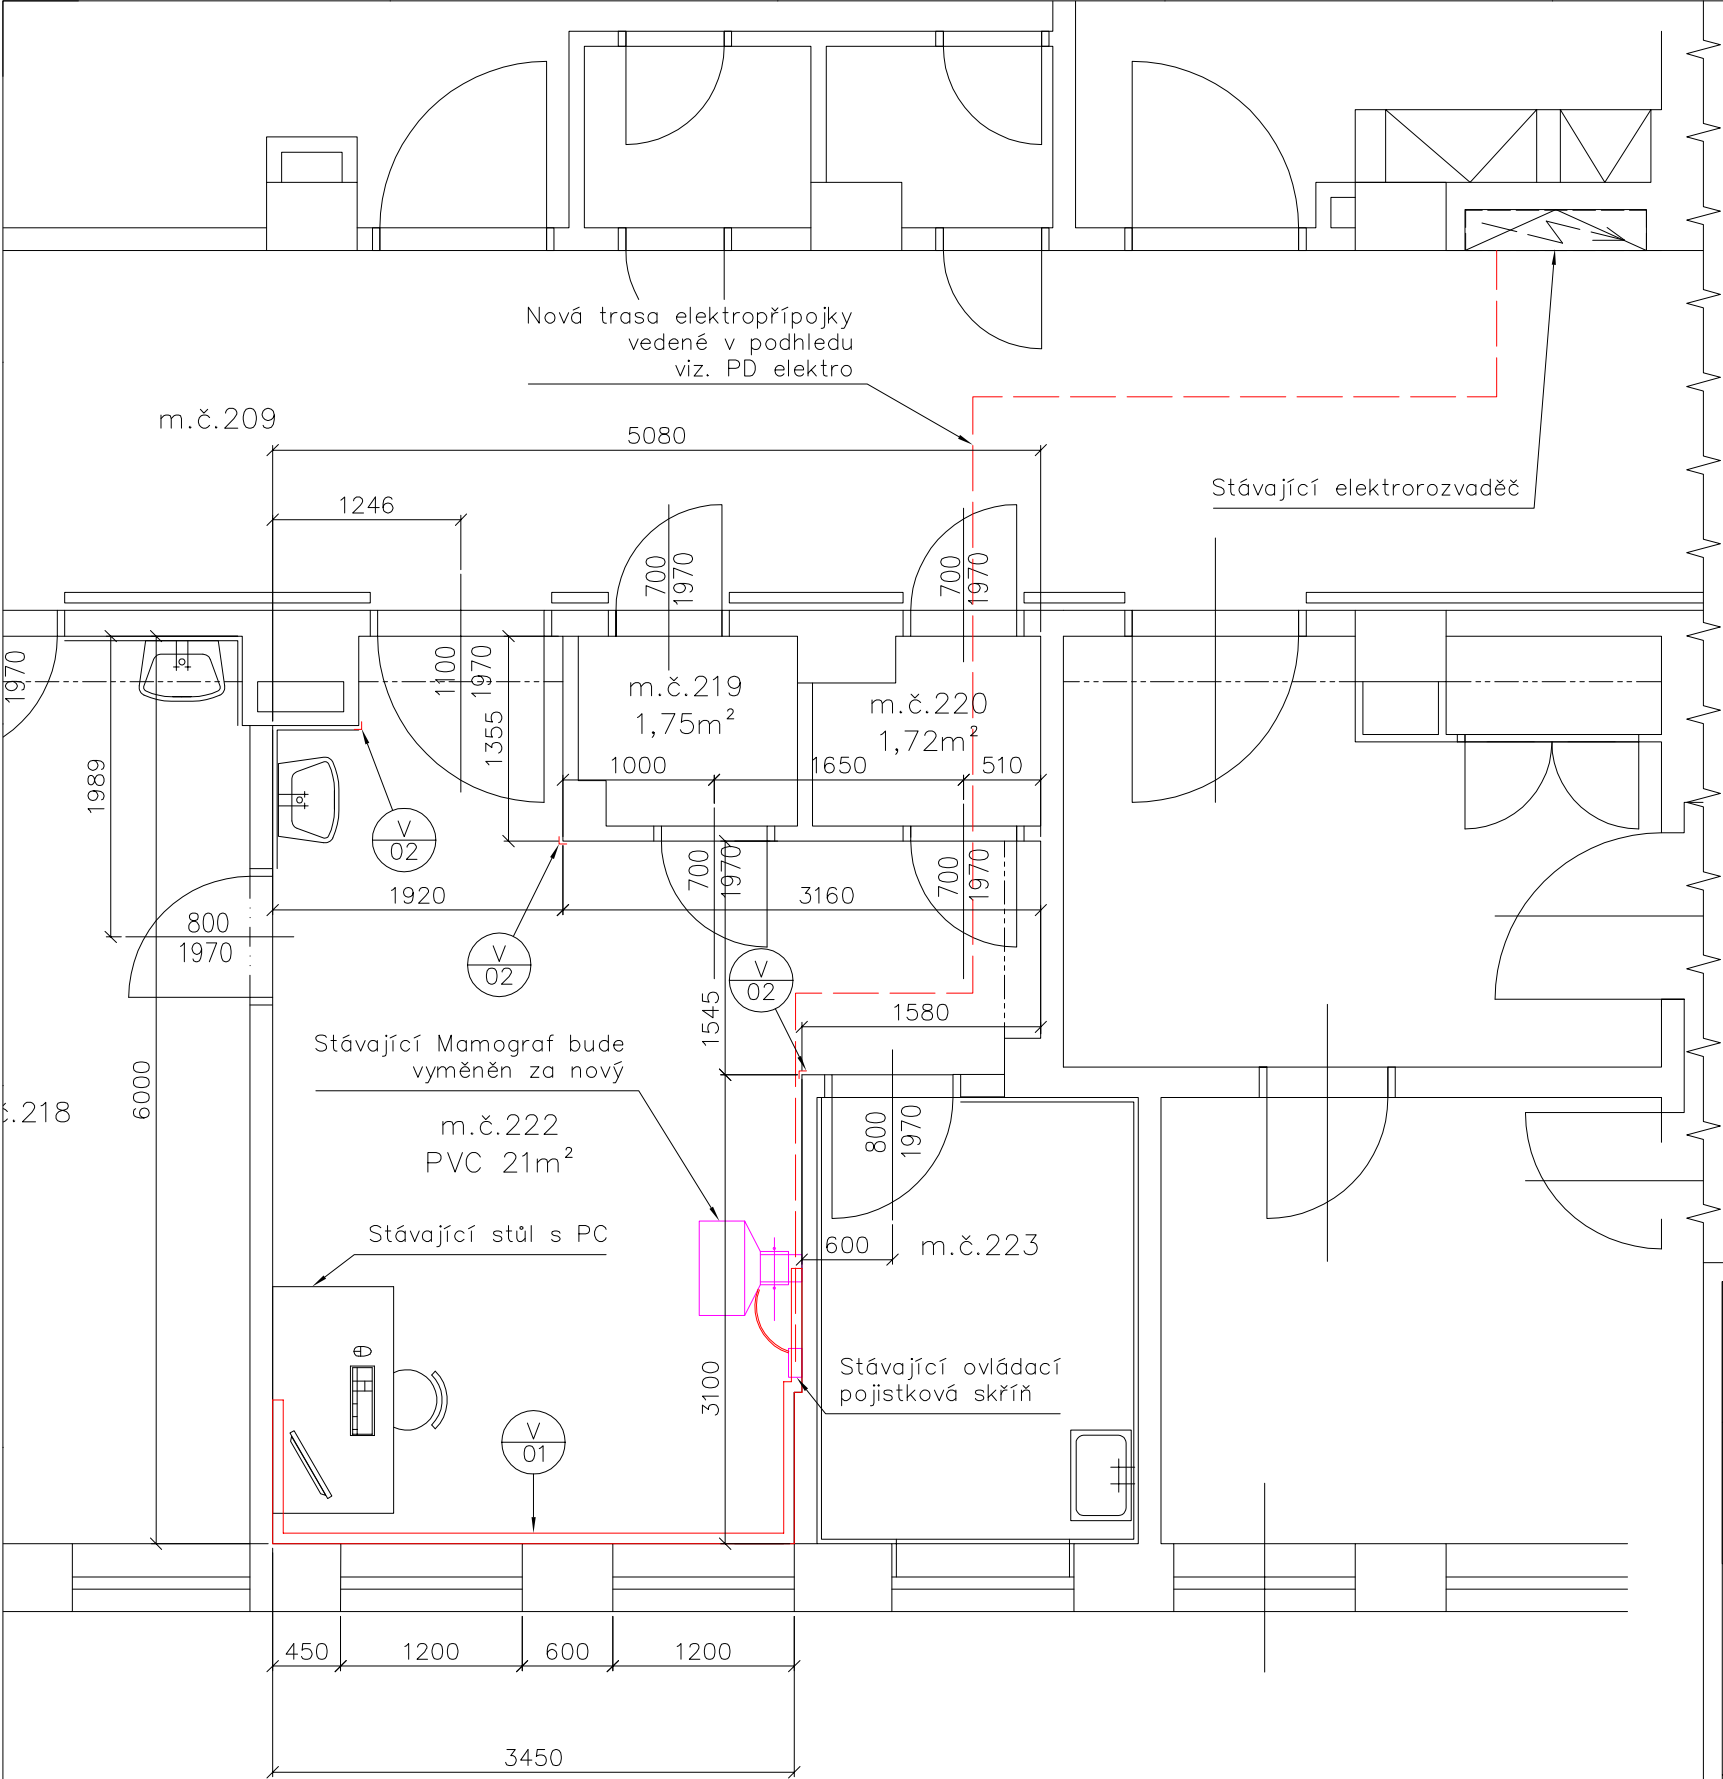 Nová trasa elektropřípojky
vedené v podhledu
viz. PD elektro
m.č.209
5080
Stávající elektrorozvaděč
1246
700
1970
700
1970
1970
1100
1970
1355
m.č.219
1,75m²
m.č.220
1,72m²
1000
1650
510
1989
V
02
700
1970
700
1970
1920
3160
800
1970
V
02
V
02
1545
1580
Stávající Mamograf bude
vyměněn za nový
6000
č.218
m.č.222
PVC 21m²
800
1970
Stávající stůl s PC
600
m.č.223
Stávající ovládací
pojistková skříň
3100
V
01
450
1200
600
1200
3450